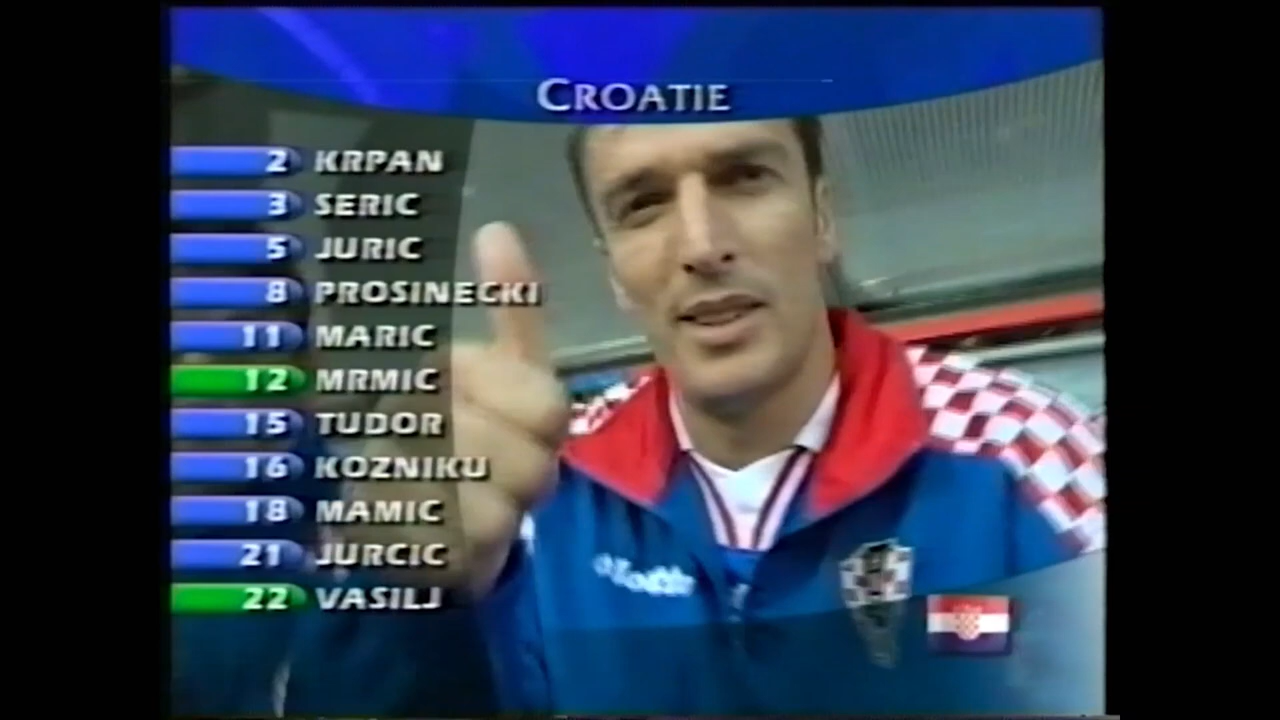 CROATIE
2 KRPAN
3 SERIC
5 JURIC
8 PROSINECKI
11 MARIC
12 MRMIC
15 TUDOR
16 KOZNIKU
18 MAMIC
21 JURCIC
22 VASILJ
lotto